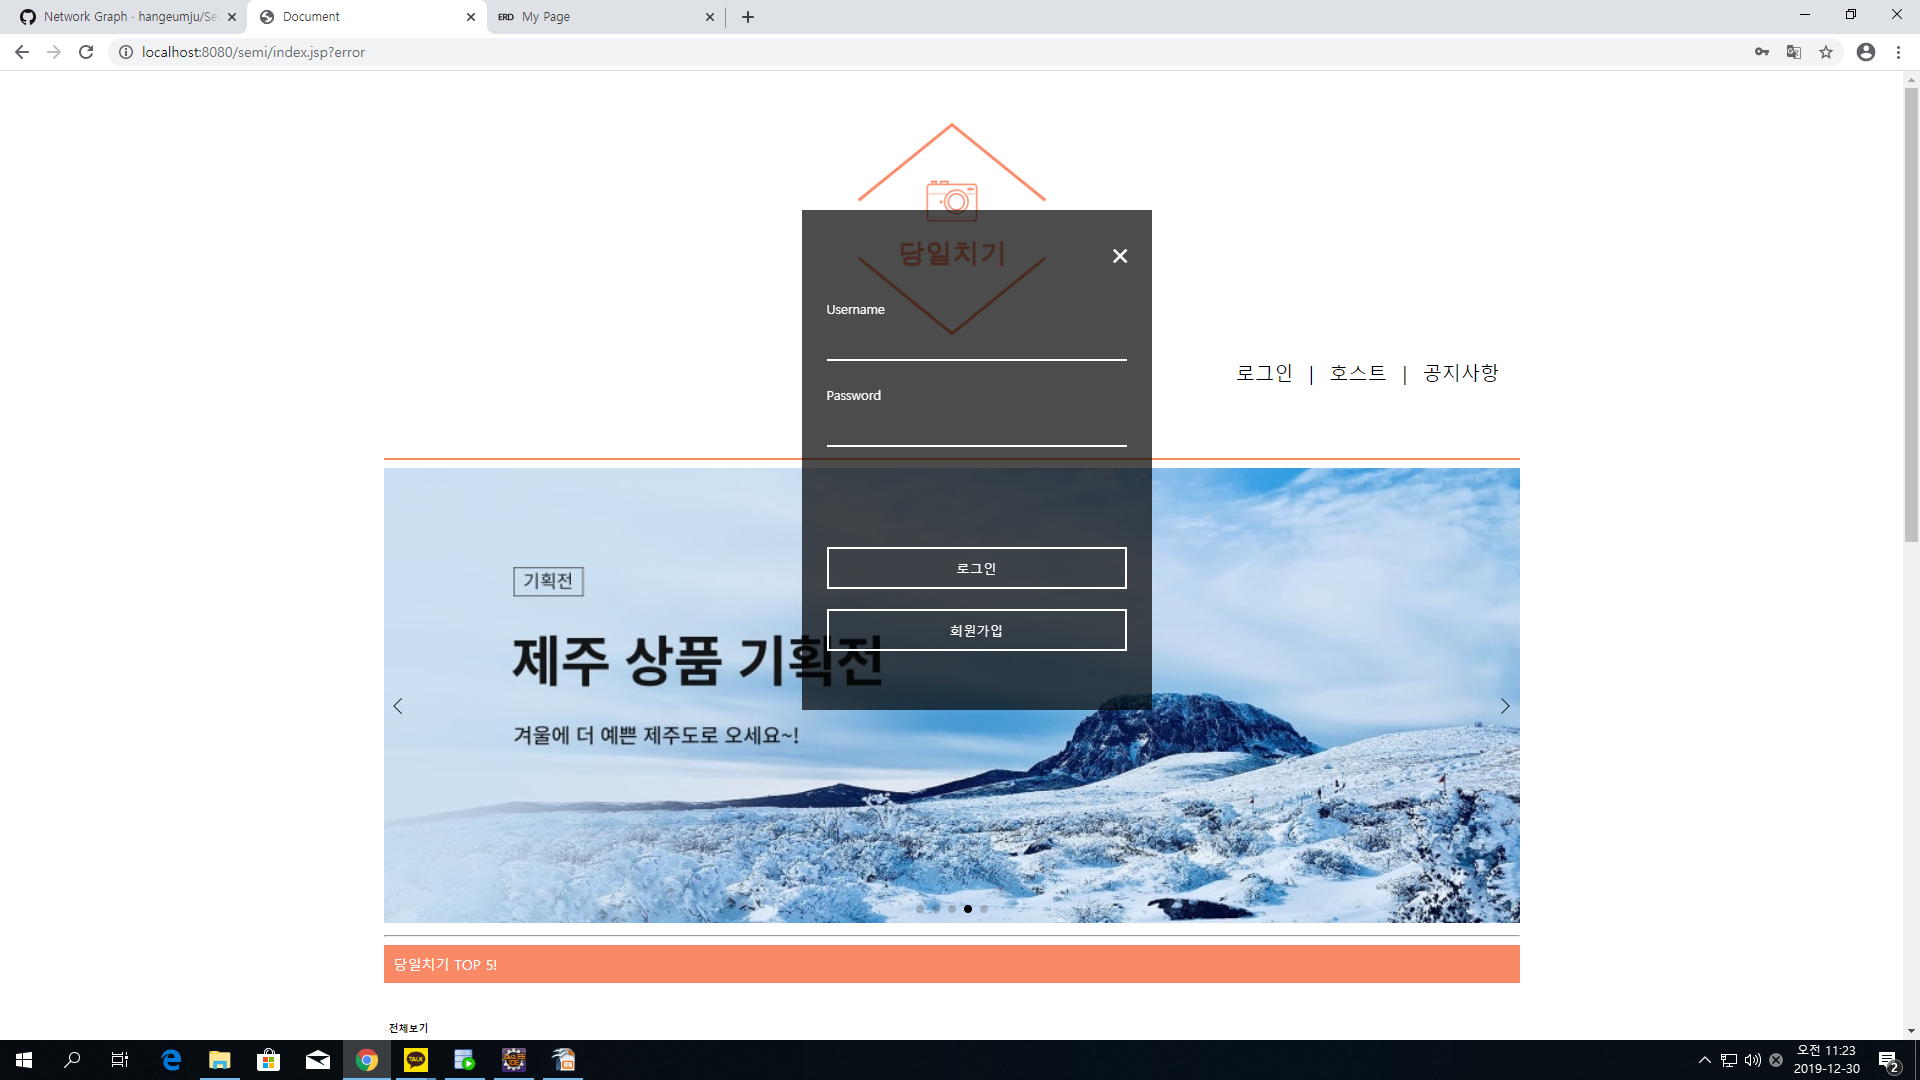 Network Graph · hangeumju/Se
Document
ERD My Page
localhost:8080/semi/index.jsp?error
당일치기
Username
Password
로그인 | 호스트 | 공지사항
로그인
회원가입
기획전
제주 상품 기획전
겨울에 더 예쁜 제주도로 오세요~!
당일치기 TOP 5!
전체보기
TALK
오전 11:23
2019-12-30
2